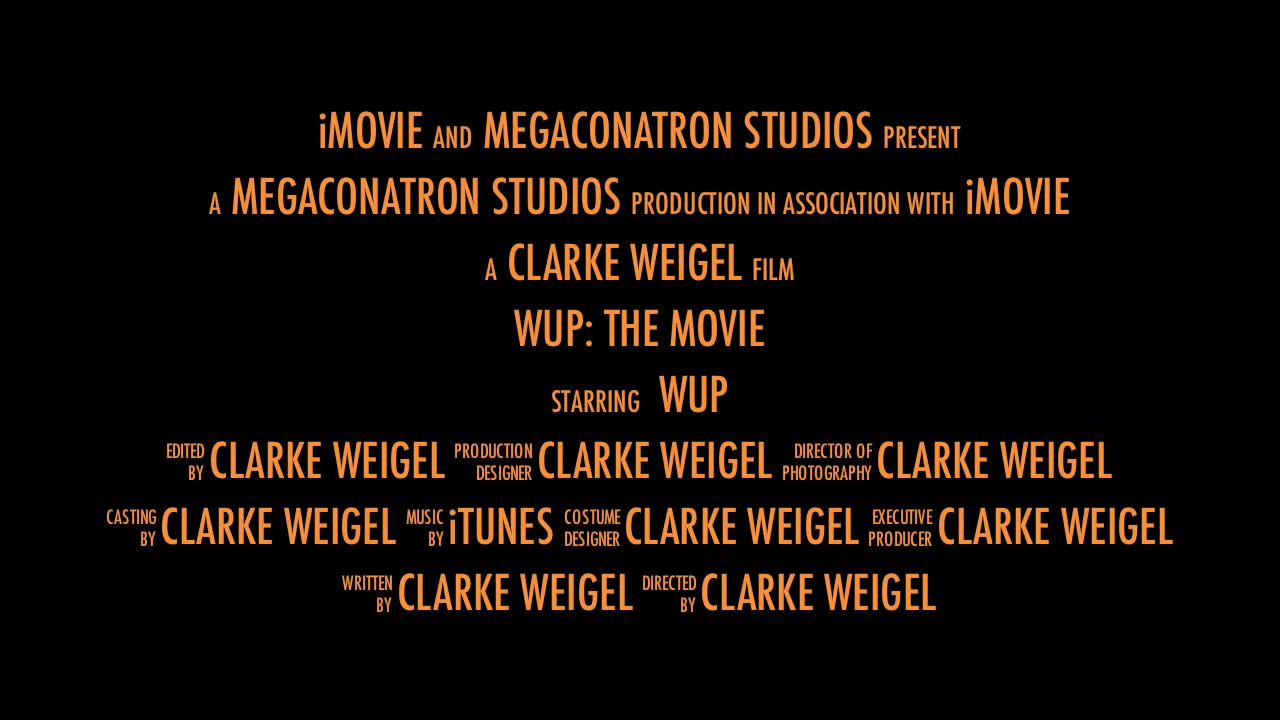 iMOVIE AND MEGACONATRON STUDIOS PRESENT
A MEGACONATRON STUDIOS PRODUCTION IN ASSOCIATION WITH iMOVIE
A CLARKE WEIGEL FILM
WUP: THE MOVIE
STARRING WUP
EDITED BY CLARKE WEIGEL PRODUCTION DESIGNER CLARKE WEIGEL DIRECTOR OF PHOTOGRAPHY CLARKE WEIGEL
CASTING BY CLARKE WEIGEL MUSIC BY iTUNES COSTUME DESIGNER CLARKE WEIGEL EXECUTIVE PRODUCER CLARKE WEIGEL
WRITTEN BY CLARKE WEIGEL DIRECTED BY CLARKE WEIGEL